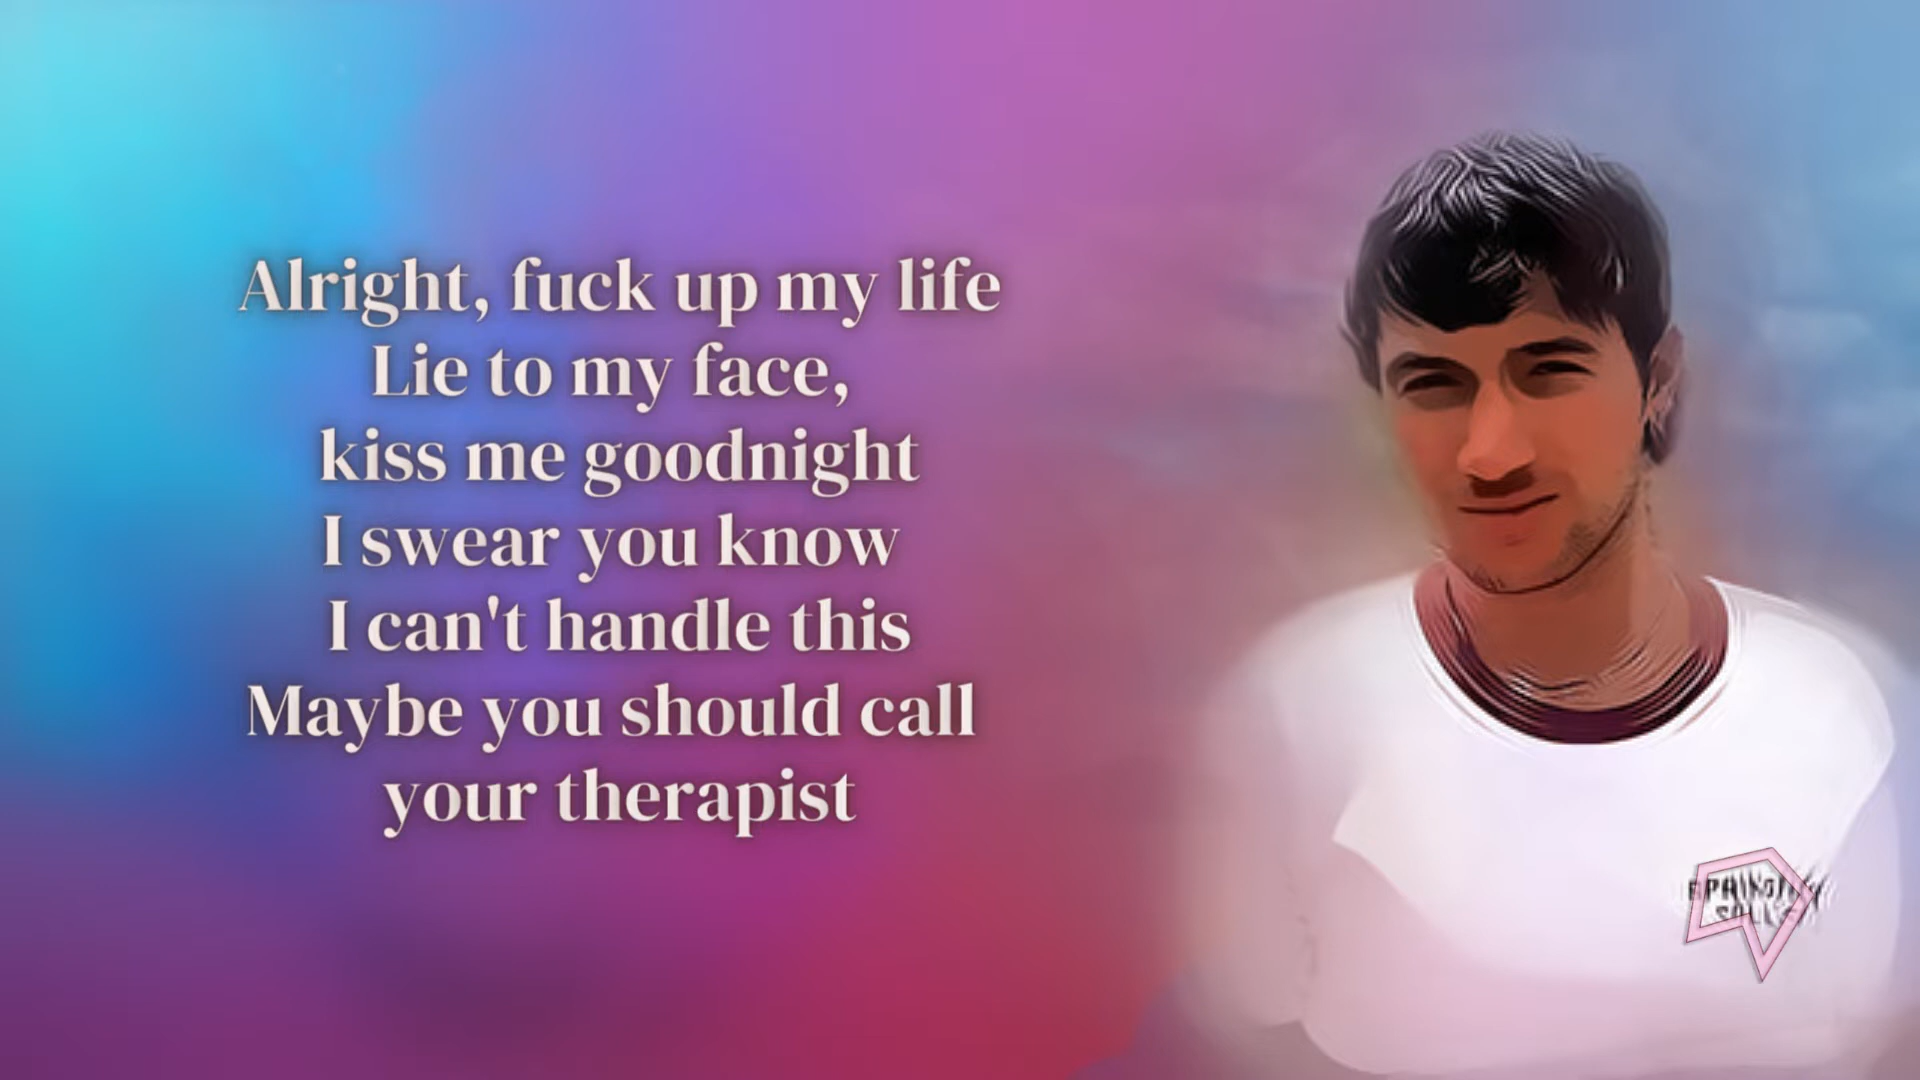 Alright, fuck up my life
Lie to my face,
kiss me goodnight
I swear you know
I can't handle this
Maybe you should call
your therapist